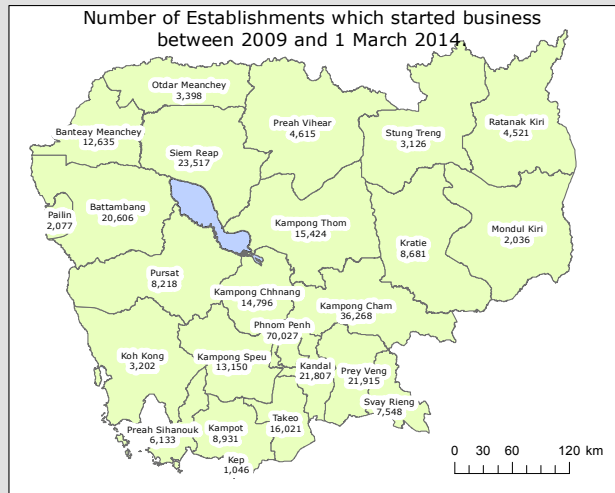 Number of Establishments which started business
between 2009 and 1 March 2014.
Otdar Meanchey
3,398
Preah Vihear
4,615
Ratanak Kiri
4,521
Stung Treng
3,126
Banteay Meanchey
12,635
Siem Reap
23,517
Battambang
20,606
Pailin
2,077
Kampong Thom
15,424
Mondul Kiri
2,036
Kratie
8,681
Pursat
8,218
Kampong Chhnang
14,796
Kampong Cham
36,268
Phnom Penh
70,027
Koh Kong
3,202
Kampong Speu
13,150
Kandal
21,807
Prey Veng
21,915
Svay Rieng
7,548
Takeo
16,021
Preah Sihanouk
6,133
Kampot
8,931
Kep
1,046
0 30 60 120 km